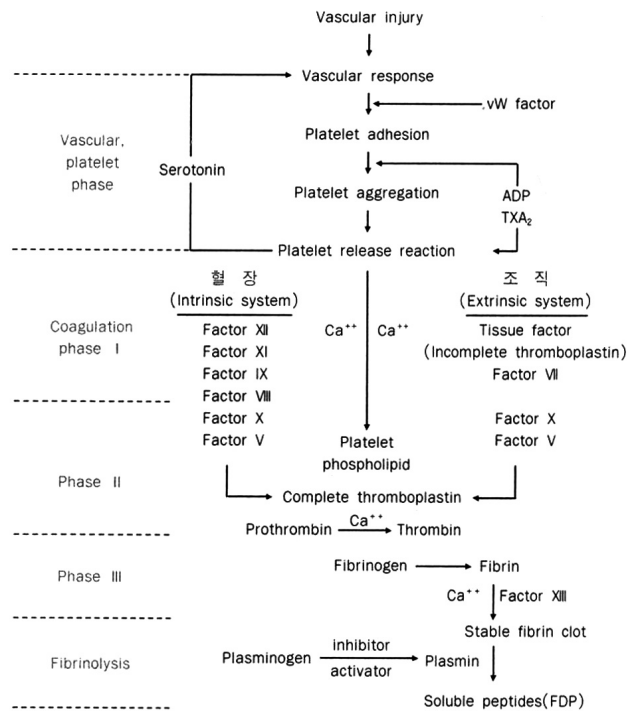 Vascular injury
Vascular response
.vW factor
Platelet adhesion
Vascular,
platelet
phase
Serotonin
Platelet aggregation
ADP
TXA₂
Platelet release reaction
혈 장
(Intrinsic system)
조 직
(Extrinsic system)
Coagulation
phase Ⅰ
Factor Ⅻ
Factor Ⅺ
Factor Ⅸ
Factor Ⅷ
Factor Ⅹ
Factor Ⅴ
Ca⁺⁺ Ca⁺⁺
Tissue factor
(Incomplete thromboplastin)
Factor Ⅶ
Factor Ⅹ
Factor Ⅴ
Platelet
phospholipid
Phase Ⅱ
Complete thromboplastin
Prothrombin Ca⁺⁺ Thrombin
Phase Ⅲ
Fibrinogen Fibrin
Ca⁺⁺ Factor XIII
Stable fibrin clot
Fibrinolysis
Plasminogen inhibitor Plasmin
activator
Soluble peptides(FDP)